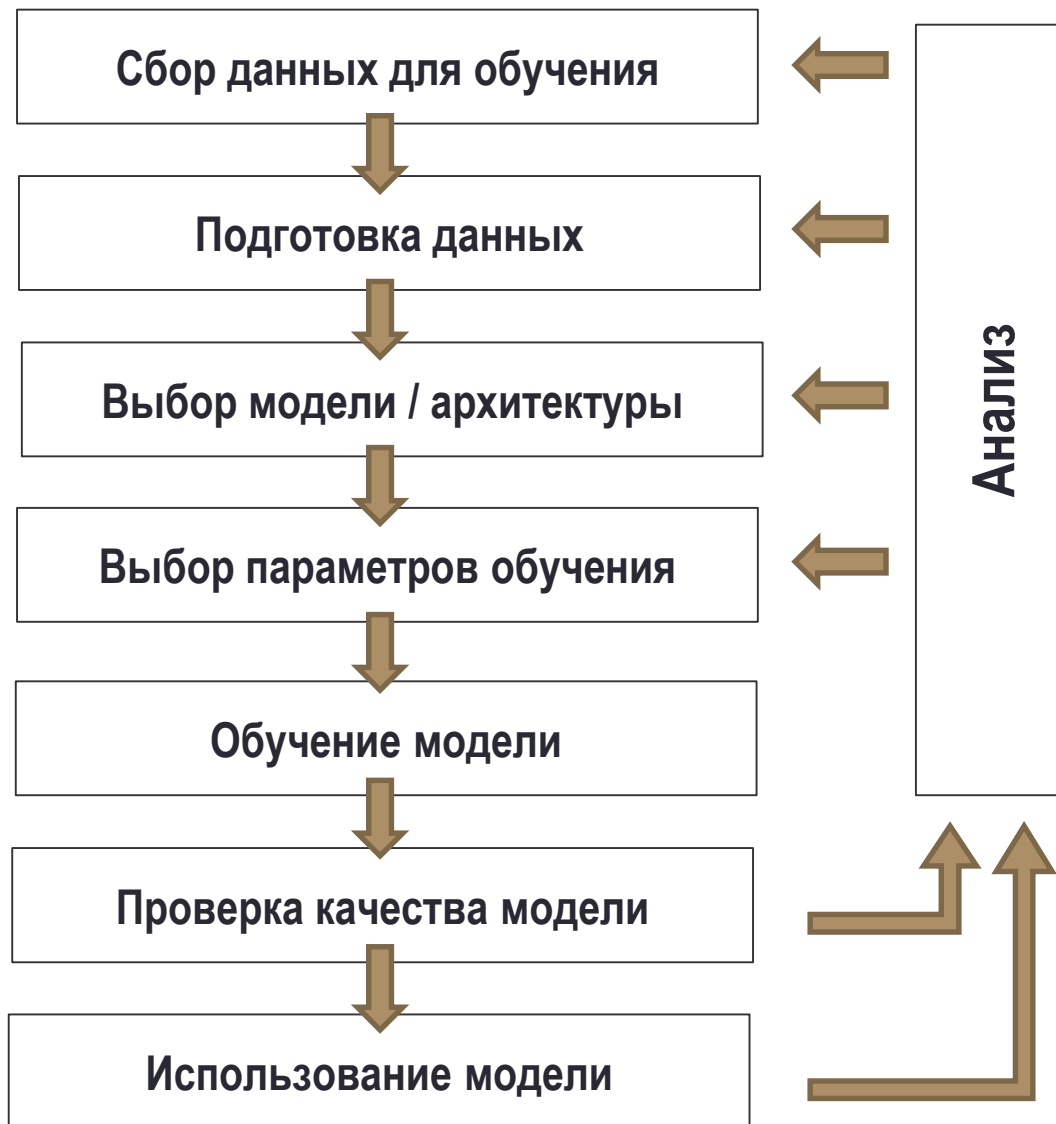 Сбор данных для обучения
Подготовка данных
Выбор модели / архитектуры
Выбор параметров обучения
Обучение модели
Проверка качества модели
Использование модели
Анализ